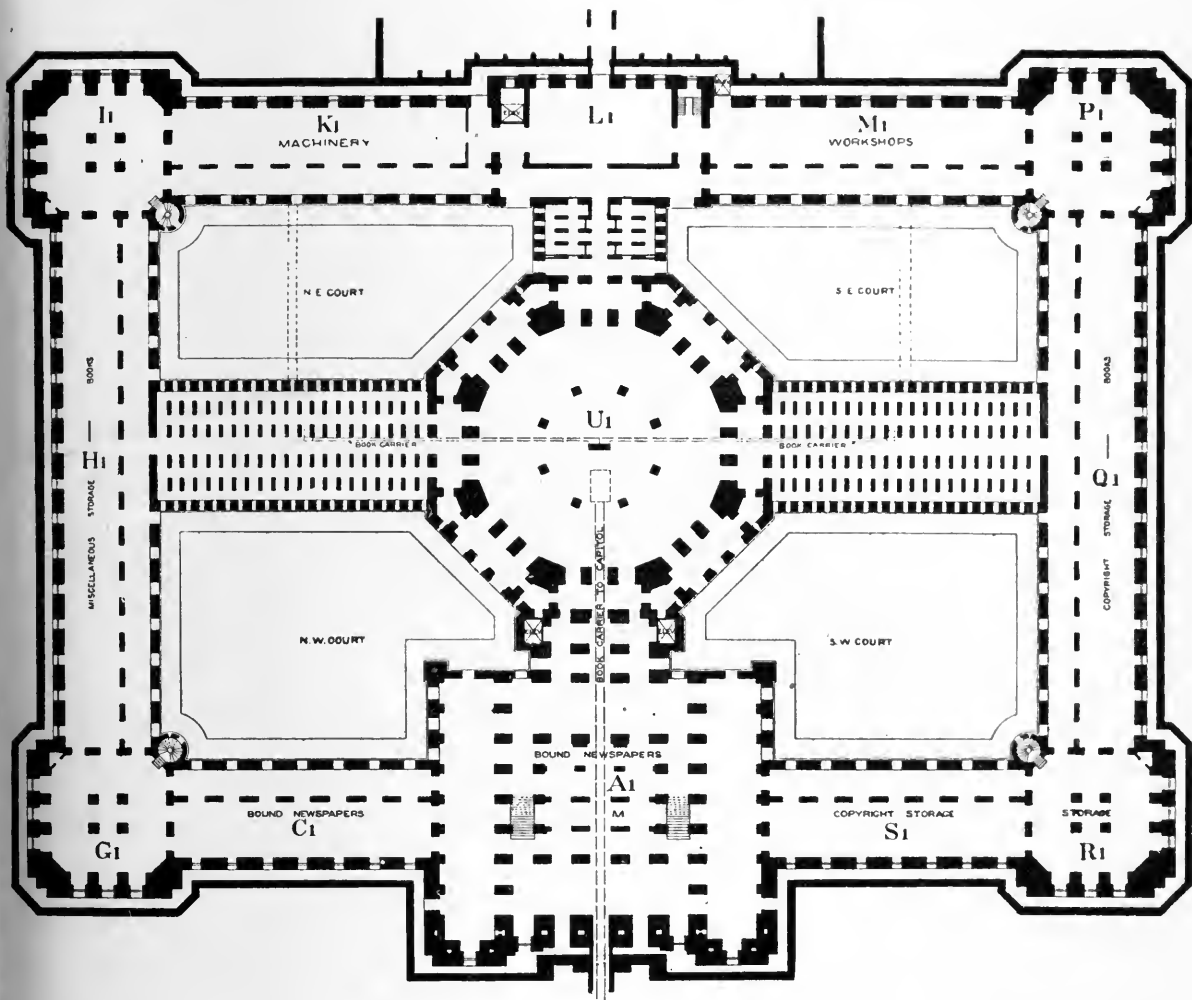 I1
K1
MACHINERY
L1
M1
WORKSHOPS
P1
N E COURT
S E COURT
MISCELLANEOUS STORAGE — BOOKS
H1
BOOK CARRIER
U1
BOOK CARRIER
COPYRIGHT STORAGE — BOOKS
Q1
BOOK CARRIER TO CAPITOL
N.W. COURT
S.W COURT
BOUND NEWSPAPERS
A1
M
BOUND NEWSPAPERS
C1
COPYRIGHT STORAGE
S1
STORAGE
G1
R1